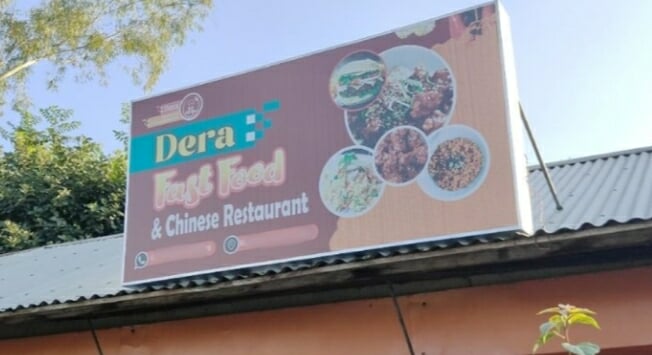 Dera
Fast Food
& Chinese Restaurant